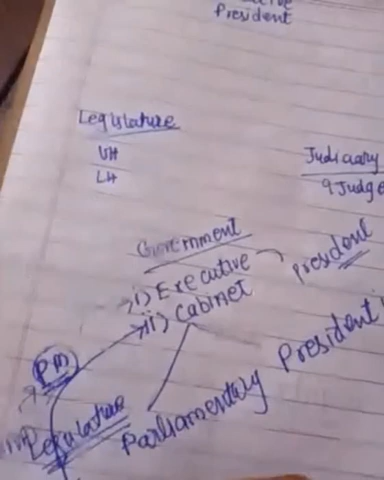 President
Legislature
UH
LH
Judiciary
9 Judge
Government
i) Executive
President
ii) Cabinet
PM
Parliamentary President
Legislature